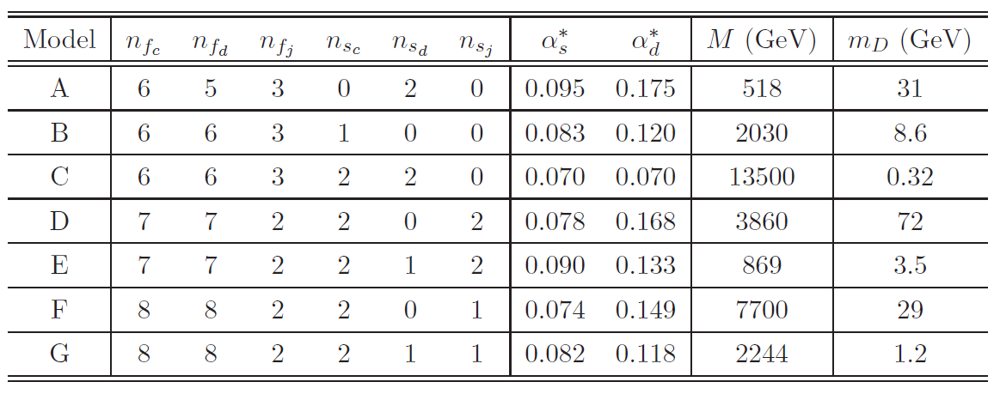 Model n_{f_c} n_{f_d} n_{f_j} n_{s_c} n_{s_d} n_{s_j} α_s^* α_d^* M (GeV) m_D (GeV)
A 6 5 3 0 2 0 0.095 0.175 518 31
B 6 6 3 1 0 0 0.083 0.120 2030 8.6
C 6 6 3 2 2 0 0.070 0.070 13500 0.32
D 7 7 2 2 0 2 0.078 0.168 3860 72
E 7 7 2 2 1 2 0.090 0.133 869 3.5
F 8 8 2 2 0 1 0.074 0.149 7700 29
G 8 8 2 2 1 1 0.082 0.118 2244 1.2